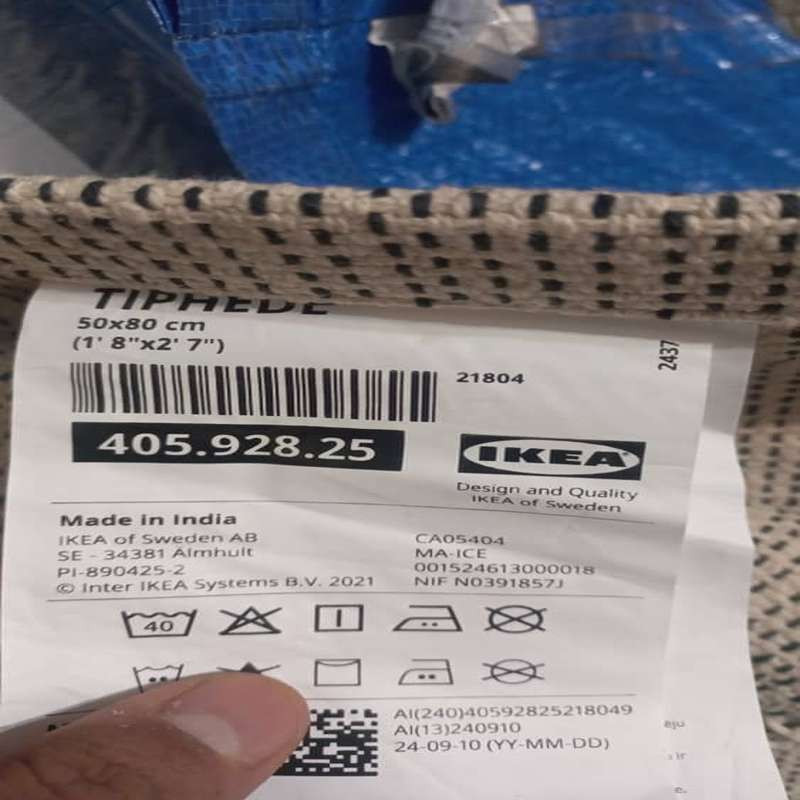 TIPHEDE
50x80 cm
(1' 8"x2' 7")
21804
2437
405.928.25
IKEA
Design and Quality
IKEA of Sweden
Made in India
IKEA of Sweden AB
SE - 34381 Älmhult
PI-890425-2
© Inter IKEA Systems B.V. 2021
CA05404
MA-ICE
001524613000018
NIF N0391857J
40
AI(240)40592825218049
AI(13)240910
24-09-10 (YY-MM-DD)